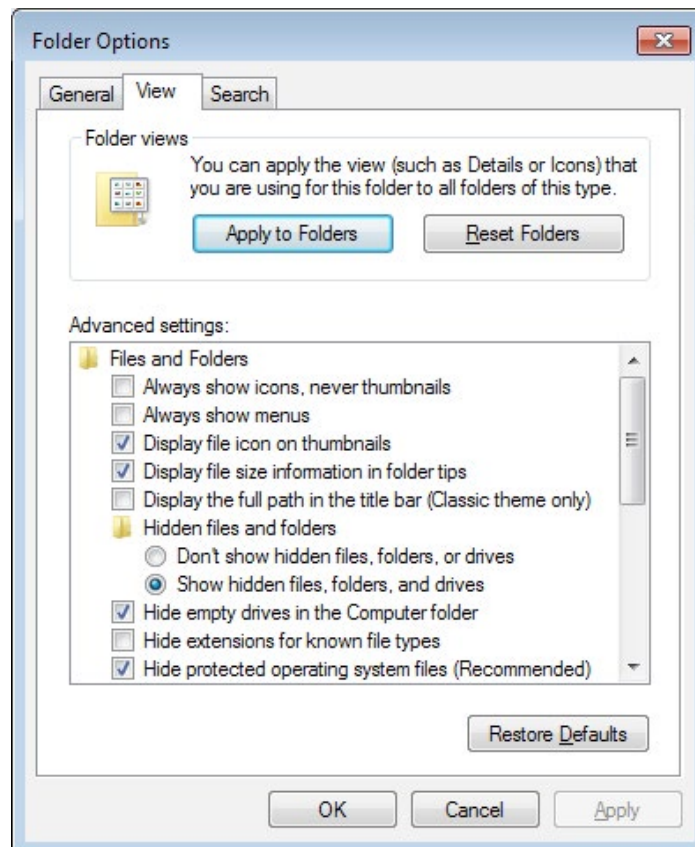 Folder Options
General View Search
Folder views
You can apply the view (such as Details or Icons) that
you are using for this folder to all folders of this type.
Apply to Folders Reset Folders
Advanced settings:
Files and Folders
Always show icons, never thumbnails
Always show menus
Display file icon on thumbnails
Display file size information in folder tips
Display the full path in the title bar (Classic theme only)
Hidden files and folders
Don't show hidden files, folders, or drives
Show hidden files, folders, and drives
Hide empty drives in the Computer folder
Hide extensions for known file types
Hide protected operating system files (Recommended)
Restore Defaults
OK Cancel Apply